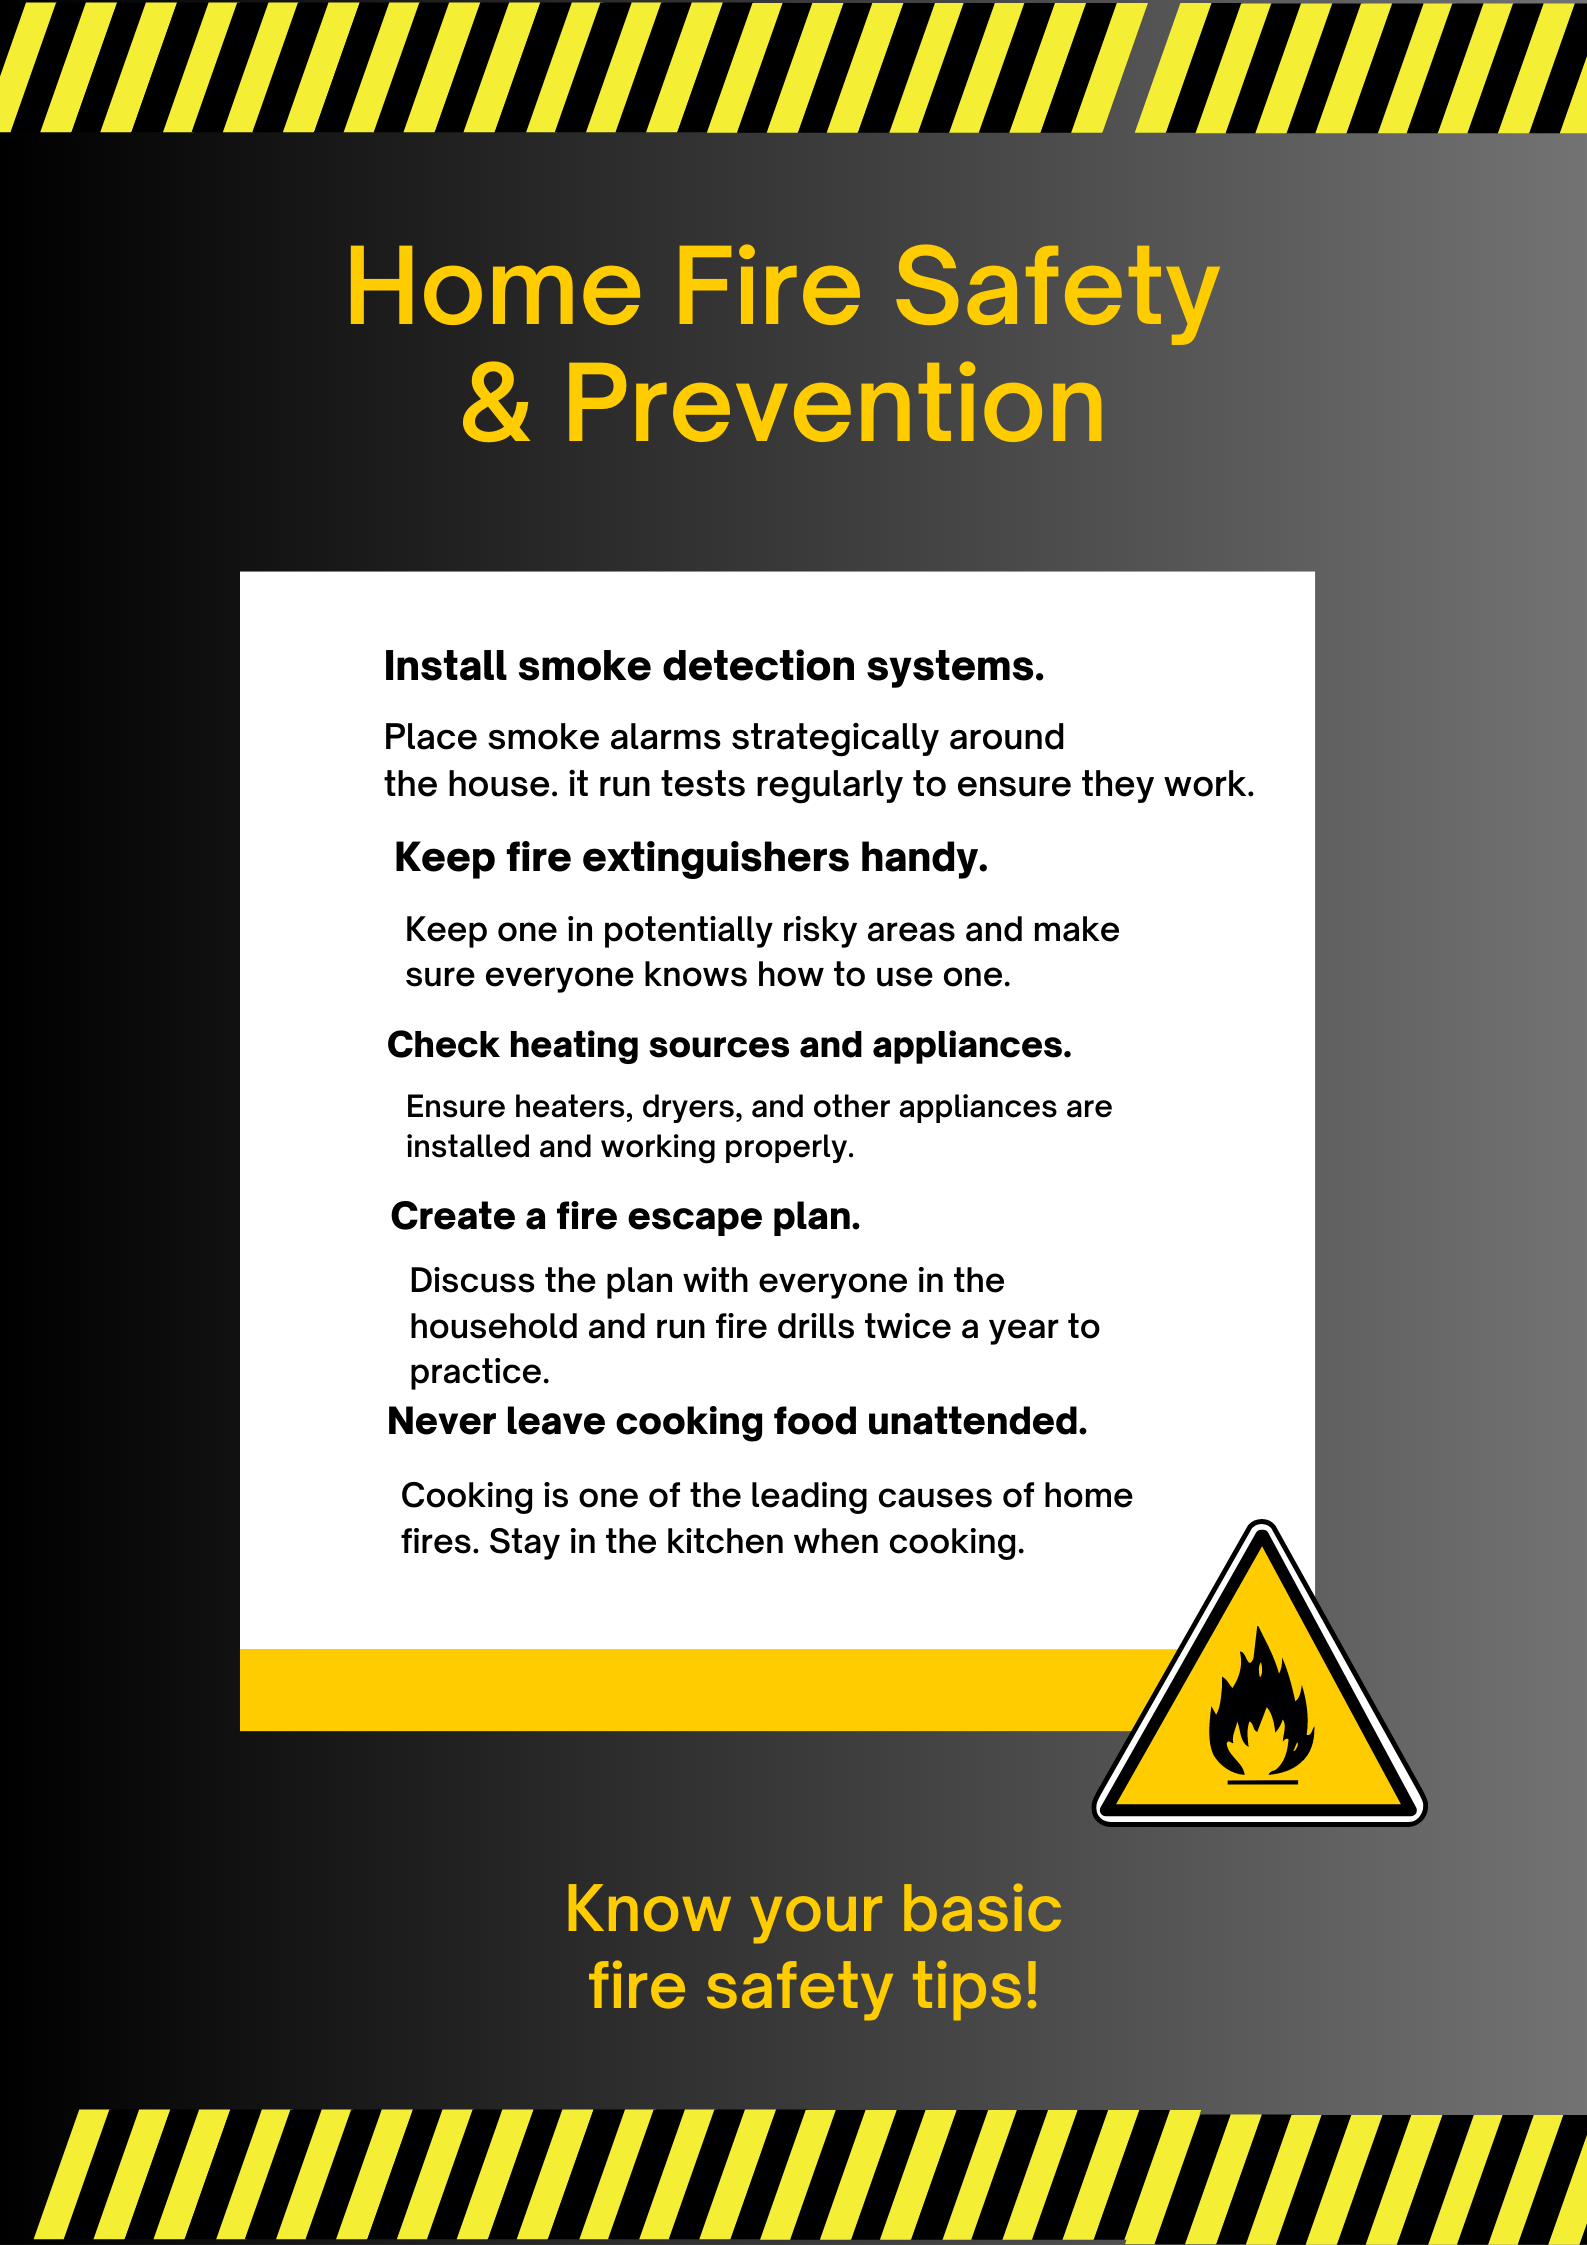 Home Fire Safety
& Prevention
Install smoke detection systems.
Place smoke alarms strategically around
the house. it run tests regularly to ensure they work.
Keep fire extinguishers handy.
Keep one in potentially risky areas and make
sure everyone knows how to use one.
Check heating sources and appliances.
Ensure heaters, dryers, and other appliances are
installed and working properly.
Create a fire escape plan.
Discuss the plan with everyone in the
household and run fire drills twice a year to
practice.
Never leave cooking food unattended.
Cooking is one of the leading causes of home
fires. Stay in the kitchen when cooking.
Know your basic
fire safety tips!